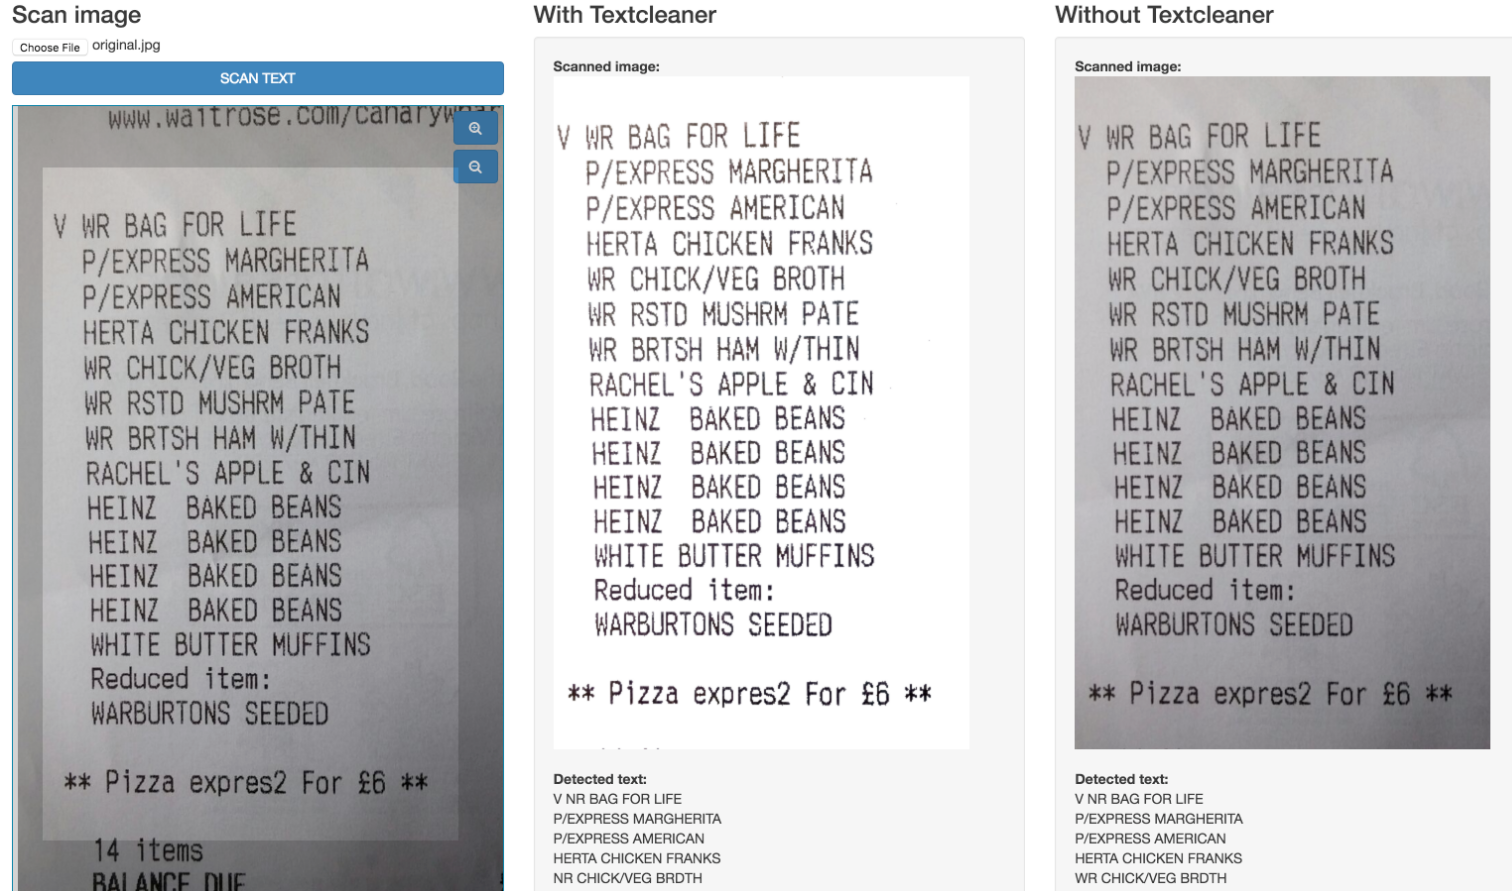 Scan image
Choose File original.jpg
SCAN TEXT
www.waitrose.com/canarywhar
V WR BAG FOR LIFE
P/EXPRESS MARGHERITA
P/EXPRESS AMERICAN
HERTA CHICKEN FRANKS
WR CHICK/VEG BROTH
WR RSTD MUSHRM PATE
WR BRTSH HAM W/THIN
RACHEL'S APPLE & CIN
HEINZ BAKED BEANS
HEINZ BAKED BEANS
HEINZ BAKED BEANS
HEINZ BAKED BEANS
WHITE BUTTER MUFFINS
Reduced item:
WARBURTONS SEEDED
** Pizza expres2 For £6 **
14 items
BALANCE DUE
With Textcleaner
Scanned image:
V WR BAG FOR LIFE
P/EXPRESS MARGHERITA
P/EXPRESS AMERICAN
HERTA CHICKEN FRANKS
WR CHICK/VEG BROTH
WR RSTD MUSHRM PATE
WR BRTSH HAM W/THIN
RACHEL'S APPLE & CIN
HEINZ BAKED BEANS
HEINZ BAKED BEANS
HEINZ BAKED BEANS
HEINZ BAKED BEANS
WHITE BUTTER MUFFINS
Reduced item:
WARBURTONS SEEDED
** Pizza expres2 For £6 **
Detected text:
V NR BAG FOR LIFE
P/EXPRESS MARGHERITA
P/EXPRESS AMERICAN
HERTA CHICKEN FRANKS
NR CHICK/VEG BRDTH
Without Textcleaner
Scanned image:
V WR BAG FOR LIFE
P/EXPRESS MARGHERITA
P/EXPRESS AMERICAN
HERTA CHICKEN FRANKS
WR CHICK/VEG BROTH
WR RSTD MUSHRM PATE
WR BRTSH HAM W/THIN
RACHEL'S APPLE & CIN
HEINZ BAKED BEANS
HEINZ BAKED BEANS
HEINZ BAKED BEANS
HEINZ BAKED BEANS
WHITE BUTTER MUFFINS
Reduced item:
WARBURTONS SEEDED
** Pizza expres2 For £6 **
Detected text:
V NR BAG FOR LIFE
P/EXPRESS MARGHERITA
P/EXPRESS AMERICAN
HERTA CHICKEN FRANKS
WR CHICK/VEG BRDTH